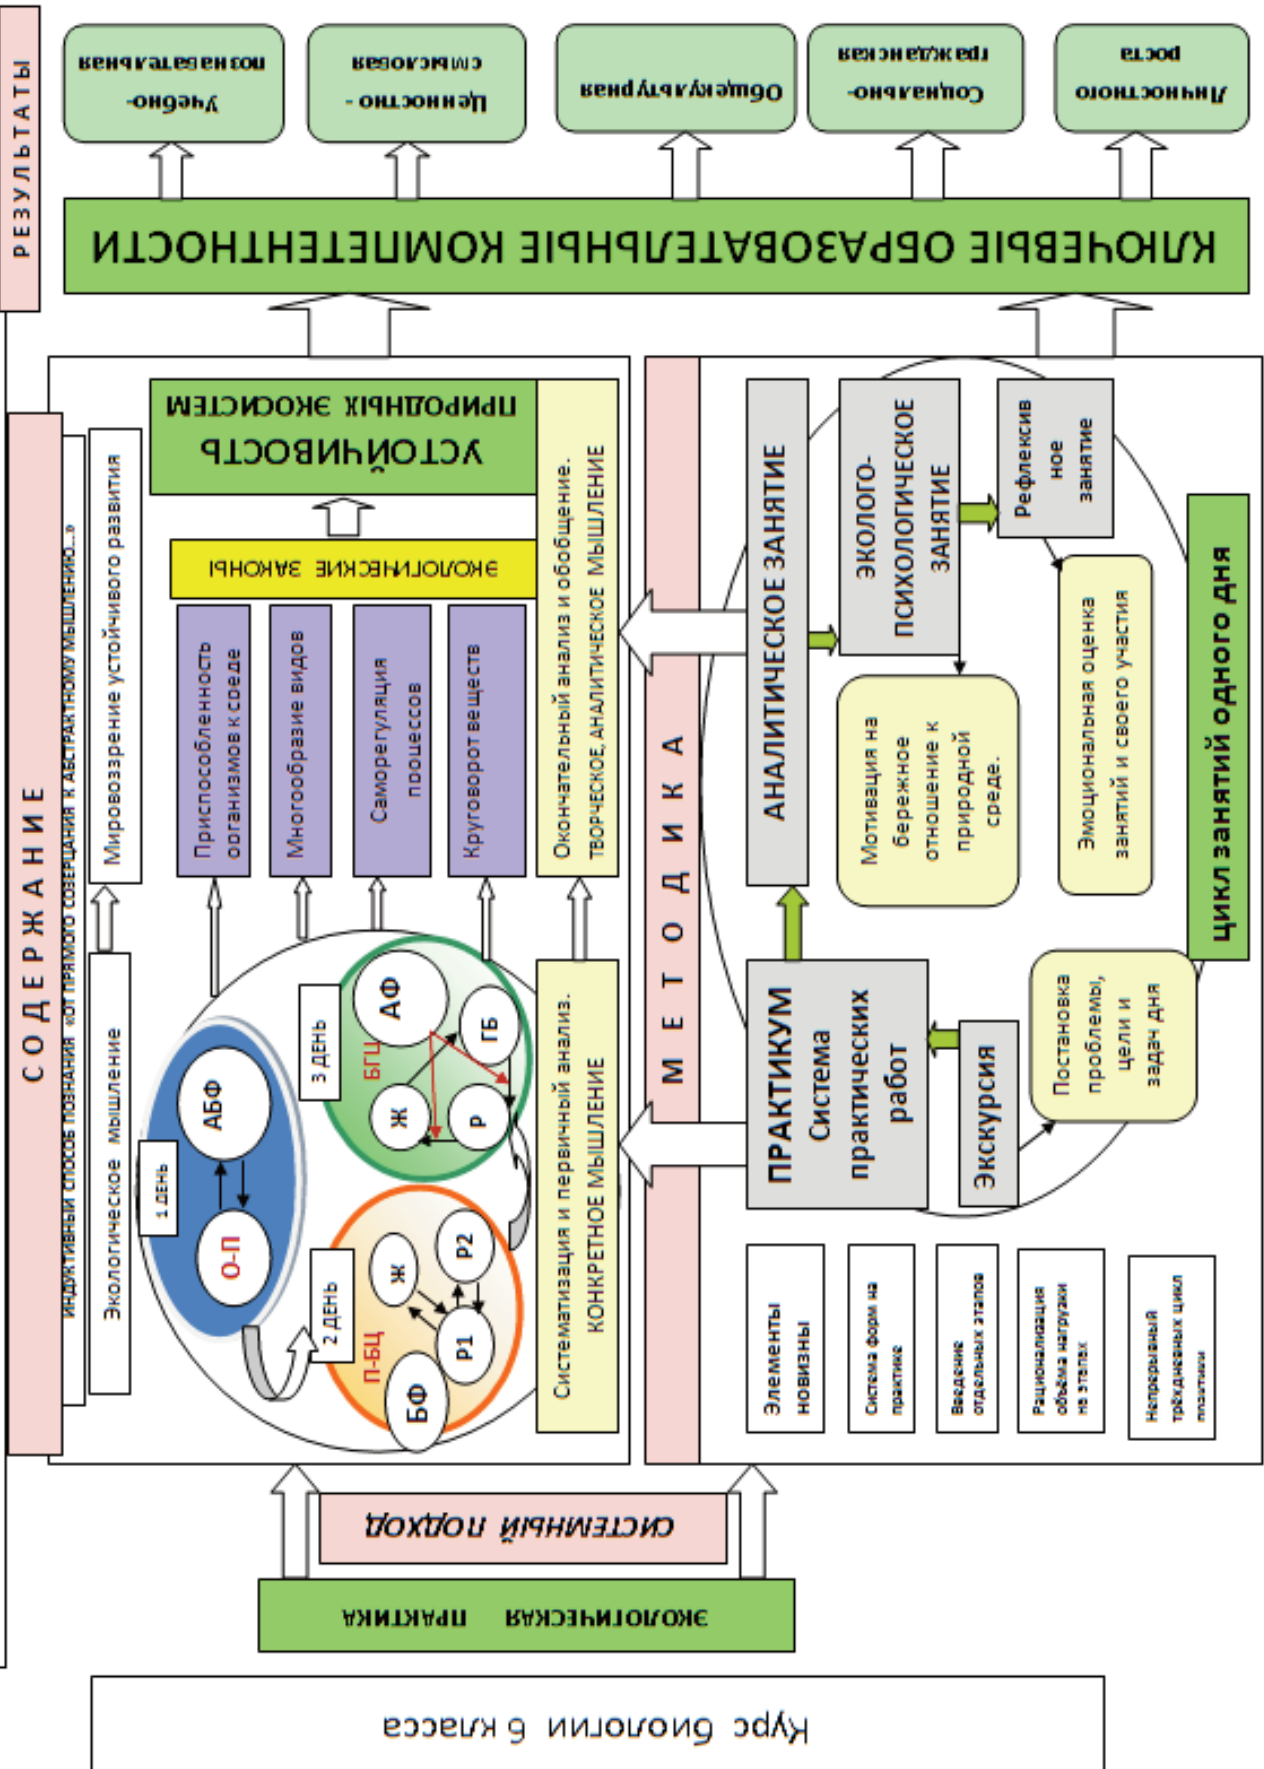 РЕЗУЛЬТАТЫ
Учебно-
познавательная
Ценностно -
смысловая
Общекультурная
Социально-
гражданская
Личностного
роста
КЛЮЧЕВЫЕ ОБРАЗОВАТЕЛЬНЫЕ КОМПЕТЕНТНОСТИ
СОДЕРЖАНИЕ
ИНДУКТИВНЫЙ СПОСОБ ПОЗНАНИЯ «ОТ ПРЯМОГО СОЗЕРЦАНИЯ К АБСТРАКТНОМУ МЫШЛЕНИЮ...»
Экологическое мышление
Мировоззрение устойчивого развития
1 ДЕНЬ
О-П
АБФ
2 ДЕНЬ
П-БЦ
БФ
Ж
Р1
Р2
3 ДЕНЬ
БГЦ
АФ
Ж
ГБ
Р
Приспособленность
организмов к среде
Многообразие видов
Саморегуляция
процессов
Круговорот веществ
ЭКОЛОГИЧЕСКИЕ ЗАКОНЫ
УСТОЙЧИВОСТЬ
ПРИРОДНЫХ ЭКОСИСТЕМ
Систематизация и первичный анализ.
КОНКРЕТНОЕ МЫШЛЕНИЕ
Окончательный анализ и обобщение.
ТВОРЧЕСКОЕ, АНАЛИТИЧЕСКОЕ МЫШЛЕНИЕ
МЕТОДИКА
ПРАКТИКУМ
Система
практических
работ
Экскурсия
Постановка
проблемы,
цели и
задач дня
АНАЛИТИЧЕСКОЕ ЗАНЯТИЕ
ЭКОЛОГО-
ПСИХОЛОГИЧЕСКОЕ
ЗАНЯТИЕ
Рефлексив
ное
занятие
Мотивация на
бережное
отношение к
природной
среде.
Эмоциональная оценка
занятий и своего участия
цикл занятий одного дня
Элементы
новизны
Система форм на
практике
Введение
отдельных этапов
Рационализация
объёма нагрузки
на этапах
Непрерывный
трёхдневных цикл
СИСТЕМНЫЙ ПОДХОД
ЭКОЛОГИЧЕСКАЯ ПРАКТИКА
Курс биологии 6 класса